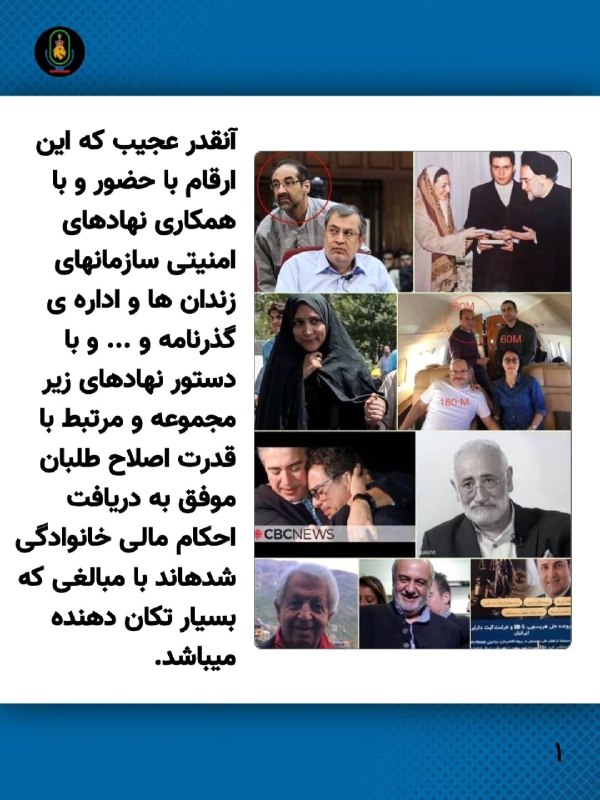 آنقدر عجیب که این
ارقام با حضور و با
همکاری نهادهای
امنیتی سازمانهای
زندان ها و اداره ی
گذرنامه و ... و با
دستور نهادهای زیر
مجموعه و مرتبط با
قدرت اصلاح طلبان
موفق به دریافت
احکام مالی خانوادگی
شدهاند با مبالغی که
بسیار تکان دهنده
میباشد.
60M
180 M
CBCNEWS
۱